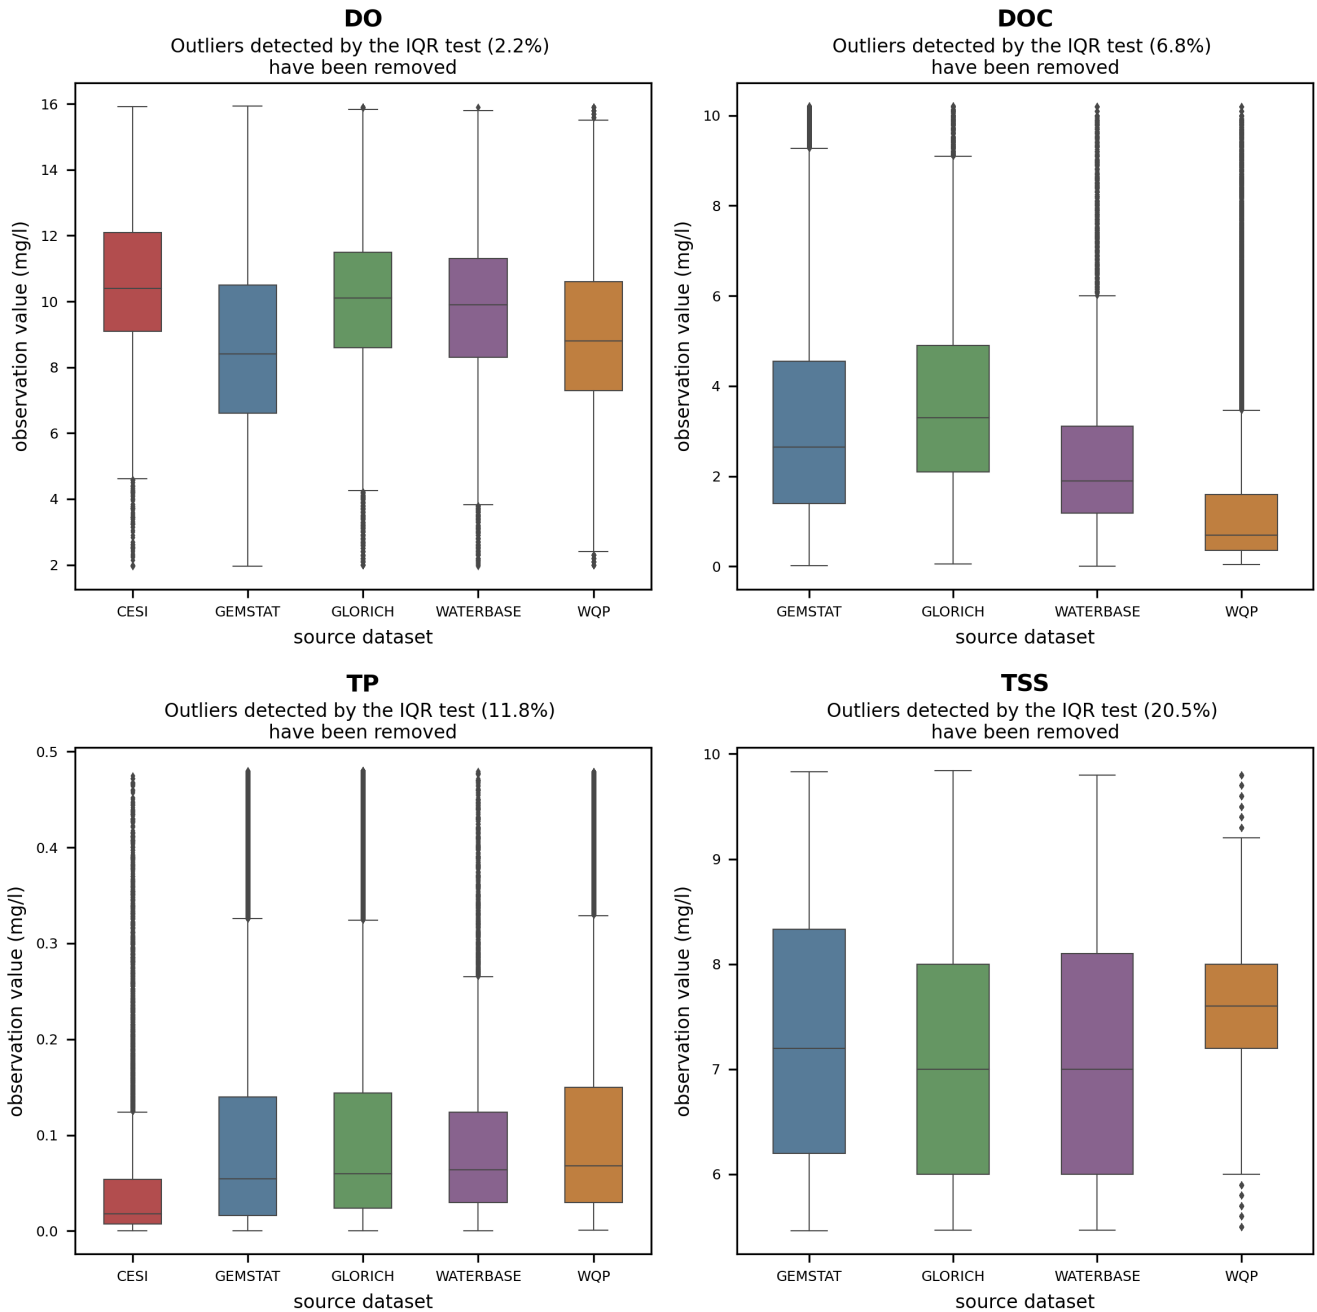 DO
Outliers detected by the IQR test (2.2%)
have been removed
observation value (mg/l)
16
14
12
10
8
6
4
2
CESI GEMSTAT GLORICH WATERBASE WQP
source dataset
DOC
Outliers detected by the IQR test (6.8%)
have been removed
observation value (mg/l)
10
8
6
4
2
0
GEMSTAT GLORICH WATERBASE WQP
source dataset
TP
Outliers detected by the IQR test (11.8%)
have been removed
observation value (mg/l)
0.5
0.4
0.3
0.2
0.1
0.0
CESI GEMSTAT GLORICH WATERBASE WQP
source dataset
TSS
Outliers detected by the IQR test (20.5%)
have been removed
observation value (mg/l)
10
9
8
7
6
GEMSTAT GLORICH WATERBASE WQP
source dataset